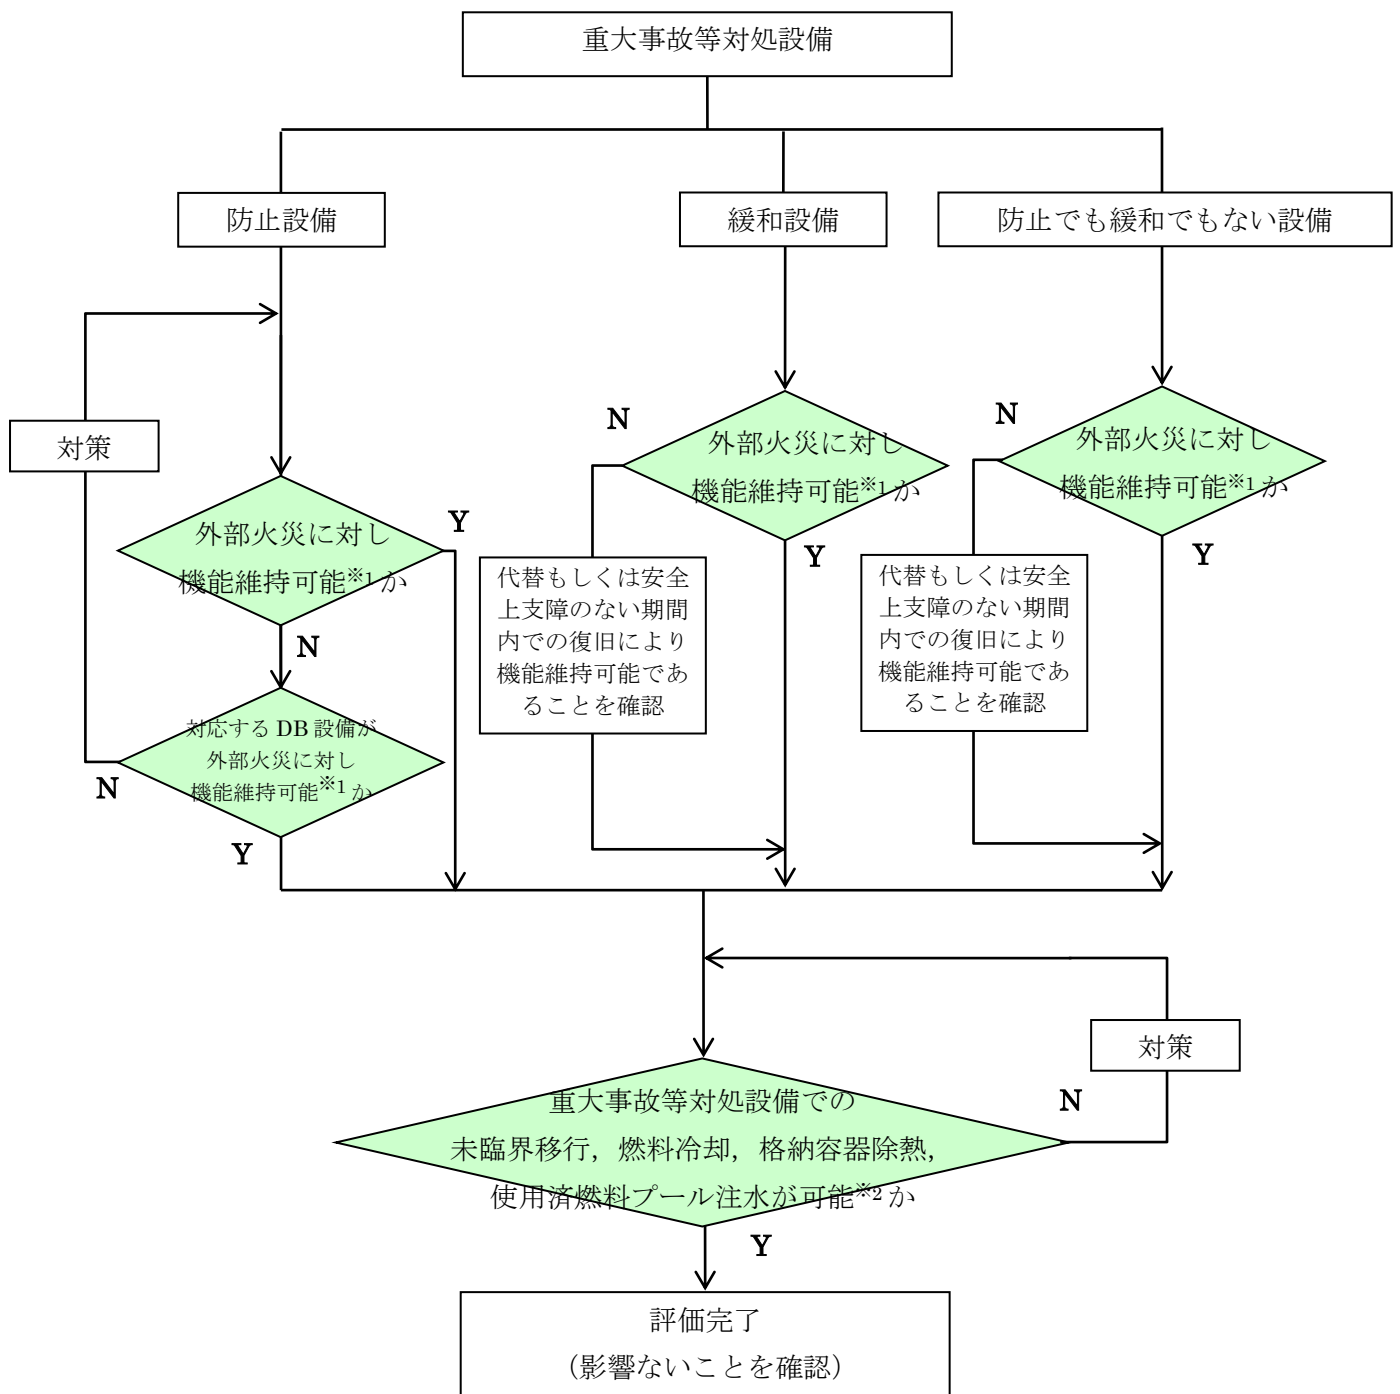 重大事故等対処設備
防止設備
緩和設備
防止でも緩和でもない設備
対策
外部火災に対し
機能維持可能※1か
Y
N
対応する DB 設備が
外部火災に対し
機能維持可能※1か
N
Y
N
外部火災に対し
機能維持可能※1か
Y
代替もしくは安全
上支障のない期間
内での復旧により
機能維持可能であ
ることを確認
N
外部火災に対し
機能維持可能※1か
Y
代替もしくは安全
上支障のない期間
内での復旧により
機能維持可能であ
ることを確認
対策
重大事故等対処設備での
未臨界移行，燃料冷却，格納容器除熱，
使用済燃料プール注水が可能※2か
N
Y
評価完了
（影響ないことを確認）